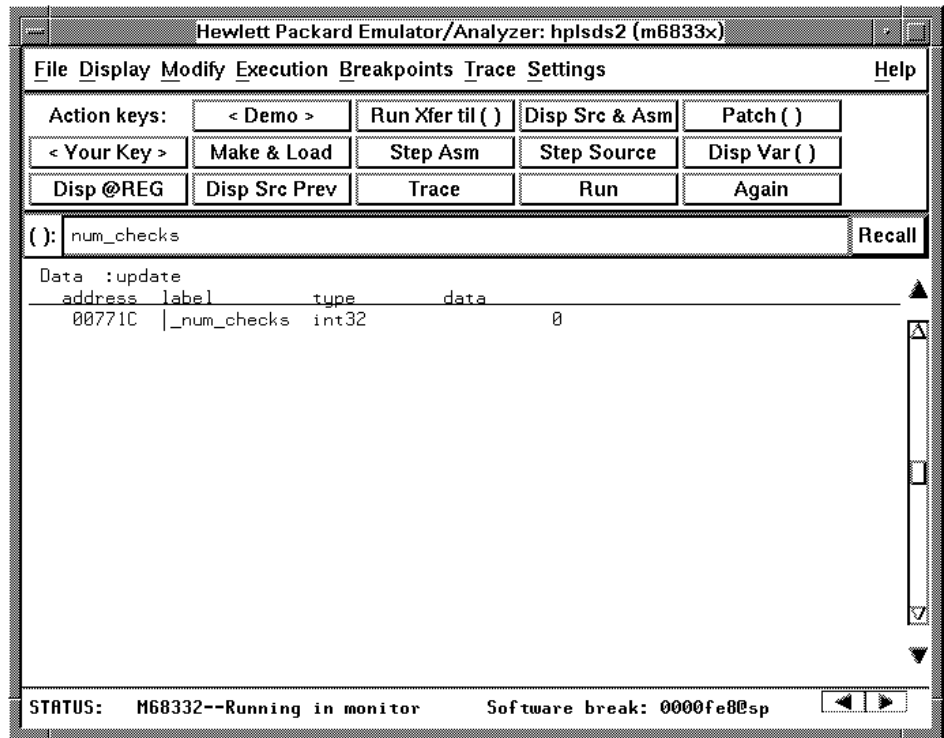 Hewlett Packard Emulator/Analyzer: hplsds2 (m6833x)
File Display Modify Execution Breakpoints Trace Settings Help
Action keys: < Demo > Run Xfer til ( ) Disp Src & Asm Patch ( )
< Your Key > Make & Load Step Asm Step Source Disp Var ( )
Disp @REG Disp Src Prev Trace Run Again
( ): num_checks Recall
Data :update
address label type data
00771C |_num_checks int32 0
STATUS: M68332--Running in monitor Software break: 0000fe8@sp